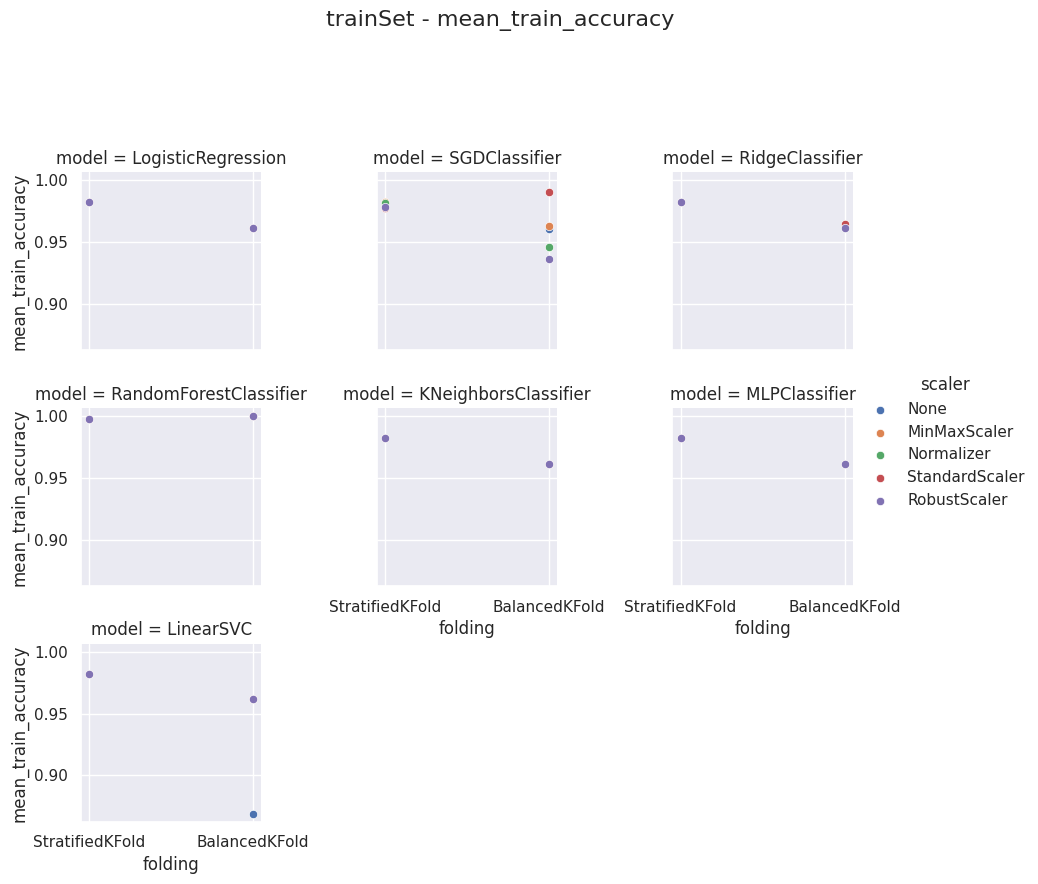 trainSet - mean_train_accuracy
model = LogisticRegression
model = SGDClassifier
model = RidgeClassifier
mean_train_accuracy
1.00
0.95
0.90
model = RandomForestClassifier
model = KNeighborsClassifier
model = MLPClassifier
mean_train_accuracy
1.00
0.95
0.90
StratifiedKFold
BalancedKFold
folding
StratifiedKFold
BalancedKFold
folding
model = LinearSVC
mean_train_accuracy
1.00
0.95
0.90
StratifiedKFold
BalancedKFold
folding
scaler
None
MinMaxScaler
Normalizer
StandardScaler
RobustScaler